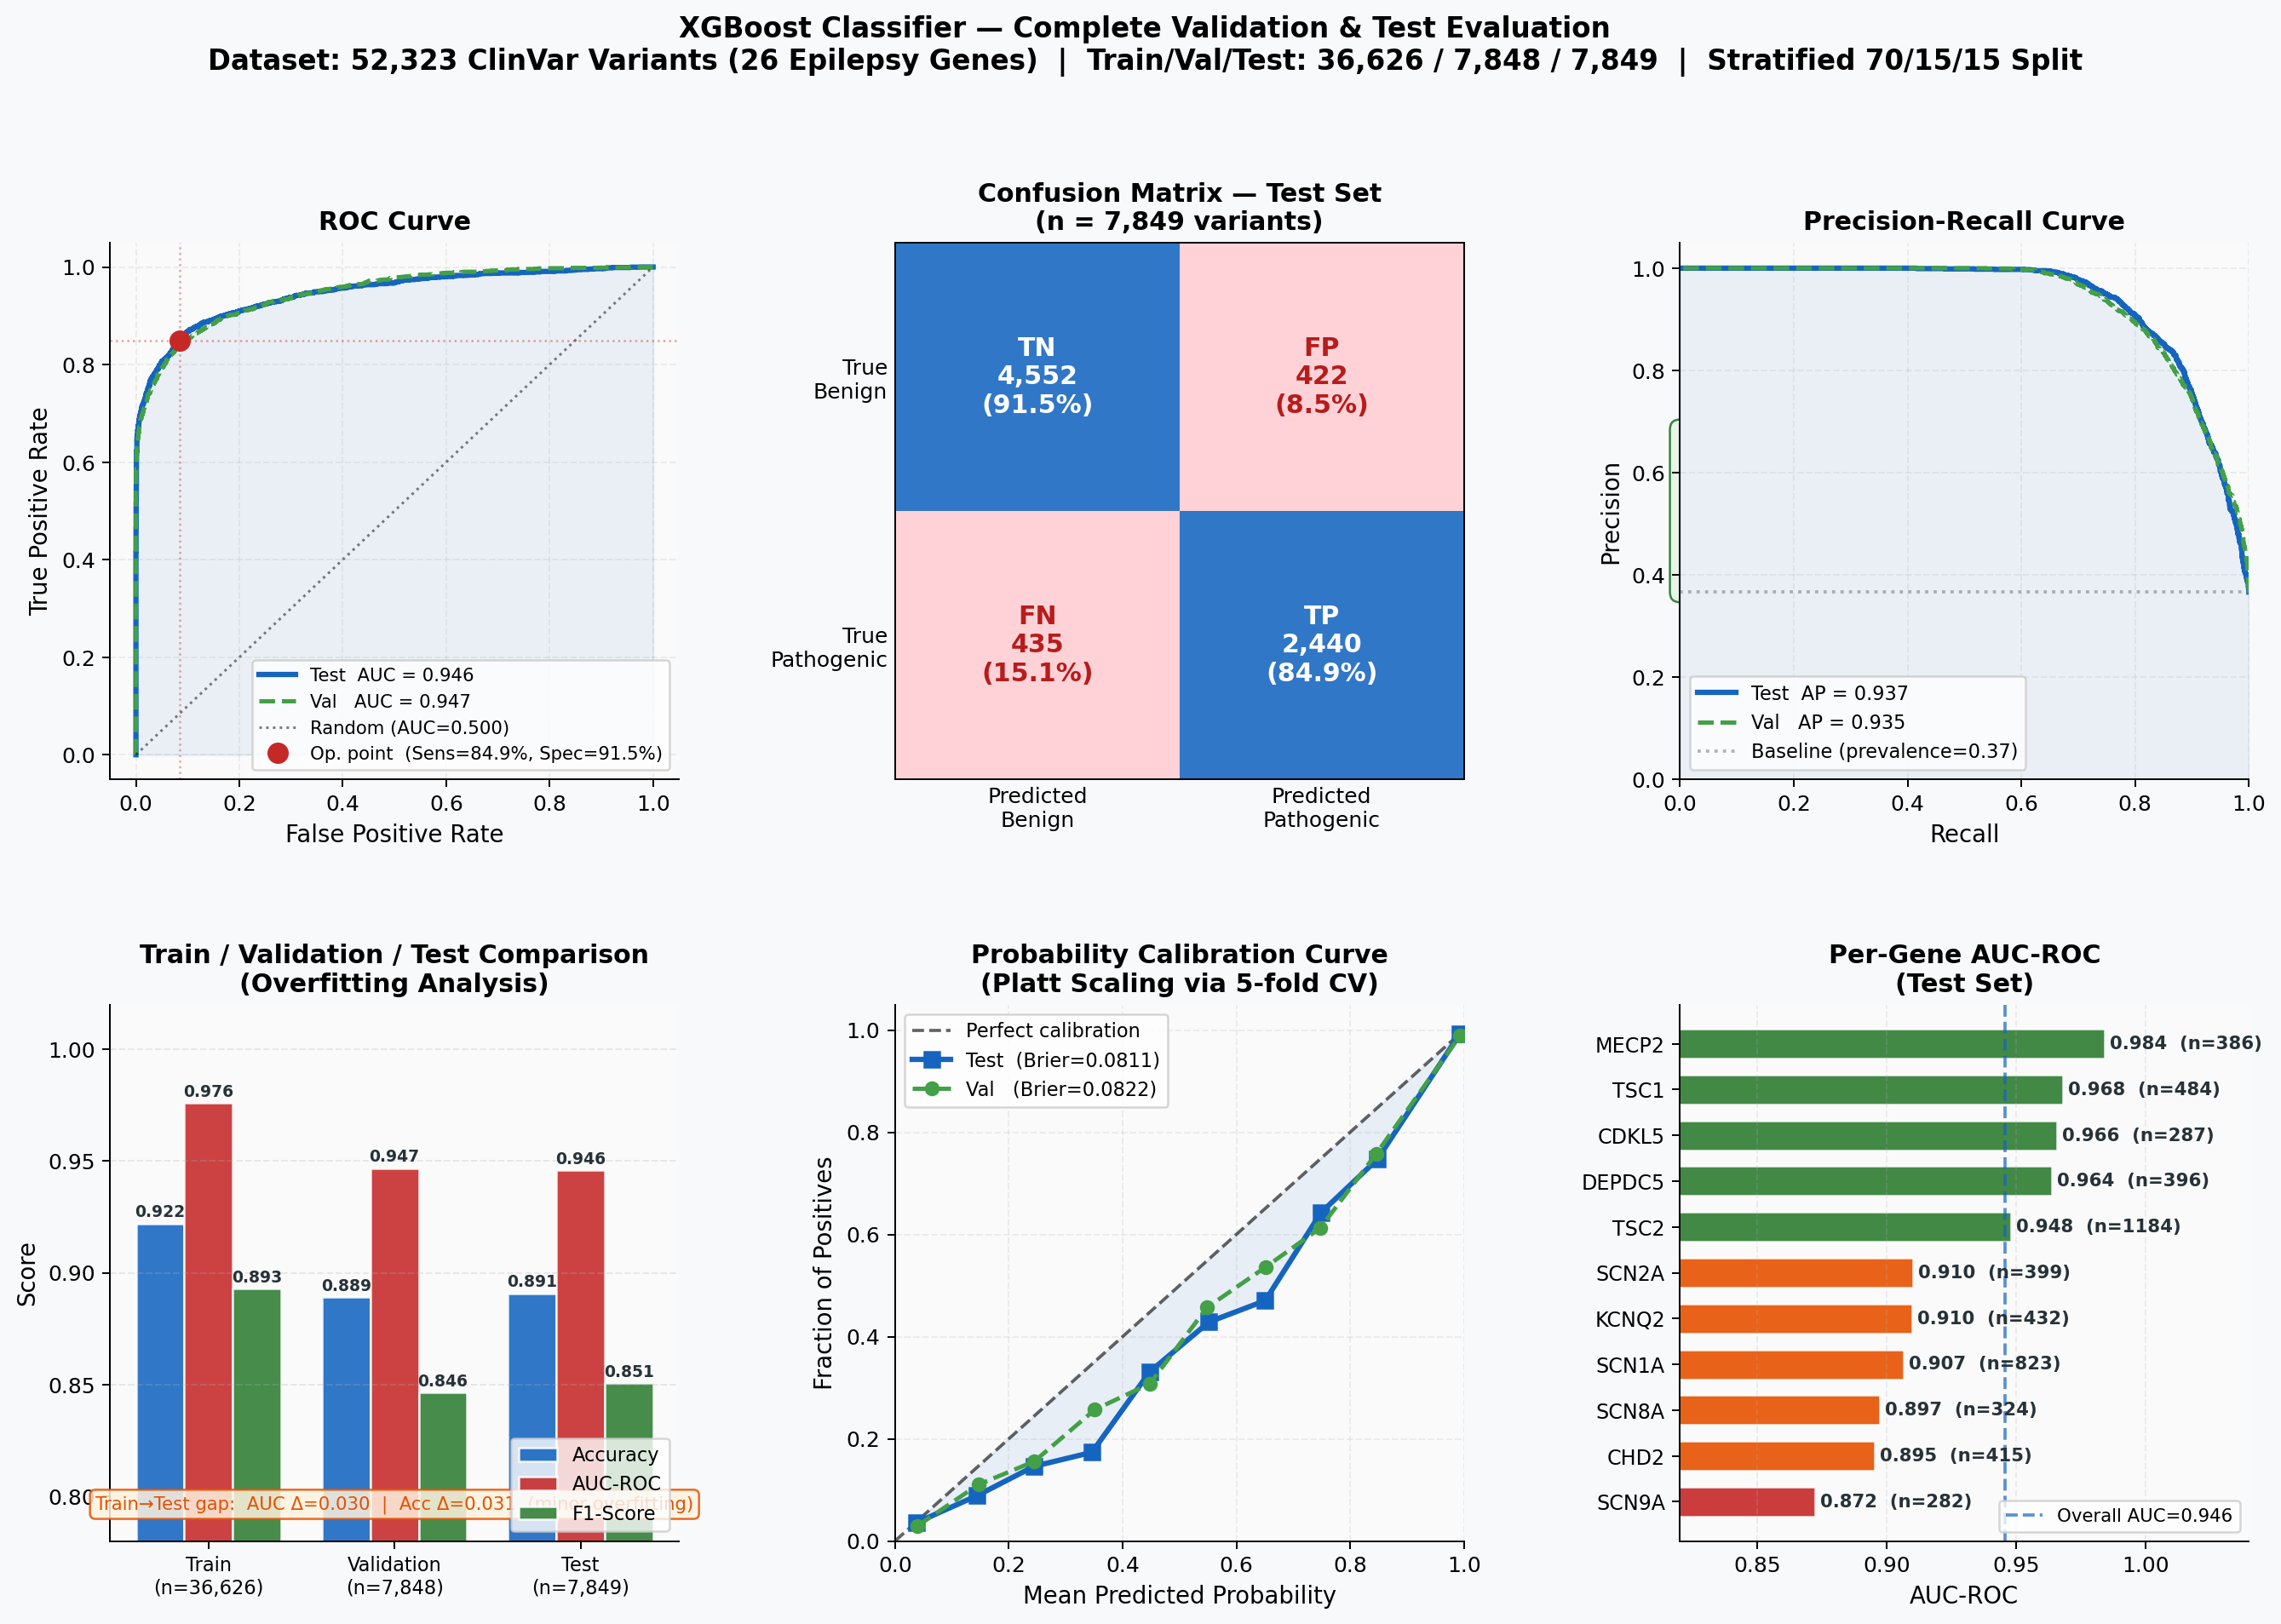 XGBoost Classifier — Complete Validation & Test Evaluation
Dataset: 52,323 ClinVar Variants (26 Epilepsy Genes) | Train/Val/Test: 36,626 / 7,848 / 7,849 | Stratified 70/15/15 Split
ROC Curve
True Positive Rate
1.0
0.8
0.6
0.4
0.2
0.0
Test AUC = 0.946
Val AUC = 0.947
Random (AUC=0.500)
Op. point (Sens=84.9%, Spec=91.5%)
0.0 0.2 0.4 0.6 0.8 1.0
False Positive Rate
Confusion Matrix — Test Set
(n = 7,849 variants)
True
Benign
TN
4,552
(91.5%)
FP
422
(8.5%)
True
Pathogenic
FN
435
(15.1%)
TP
2,440
(84.9%)
Predicted
Benign
Predicted
Pathogenic
Precision-Recall Curve
Precision
1.0
0.8
0.6
0.4
0.2
0.0
Test AP = 0.937
Val AP = 0.935
Baseline (prevalence=0.37)
0.0 0.2 0.4 0.6 0.8 1.0
Recall
Train / Validation / Test Comparison
(Overfitting Analysis)
Score
1.00
0.95
0.90
0.85
0.80
0.922 0.976 0.893
0.889 0.947 0.846
0.891 0.946 0.851
Accuracy
AUC-ROC
F1-Score
Train→Test gap: AUC Δ=0.030 | Acc Δ=0.031 (minor overfitting)
Train
(n=36,626)
Validation
(n=7,848)
Test
(n=7,849)
Probability Calibration Curve
(Platt Scaling via 5-fold CV)
Fraction of Positives
1.0
0.8
0.6
0.4
0.2
0.0
Perfect calibration
Test (Brier=0.0811)
Val (Brier=0.0822)
0.0 0.2 0.4 0.6 0.8 1.0
Mean Predicted Probability
Per-Gene AUC-ROC
(Test Set)
MECP2 0.984 (n=386)
TSC1 0.968 (n=484)
CDKL5 0.966 (n=287)
DEPDC5 0.964 (n=396)
TSC2 0.948 (n=1184)
SCN2A 0.910 (n=399)
KCNQ2 0.910 (n=432)
SCN1A 0.907 (n=823)
SCN8A 0.897 (n=324)
CHD2 0.895 (n=415)
SCN9A 0.872 (n=282)
Overall AUC=0.946
0.85 0.90 0.95 1.00
AUC-ROC